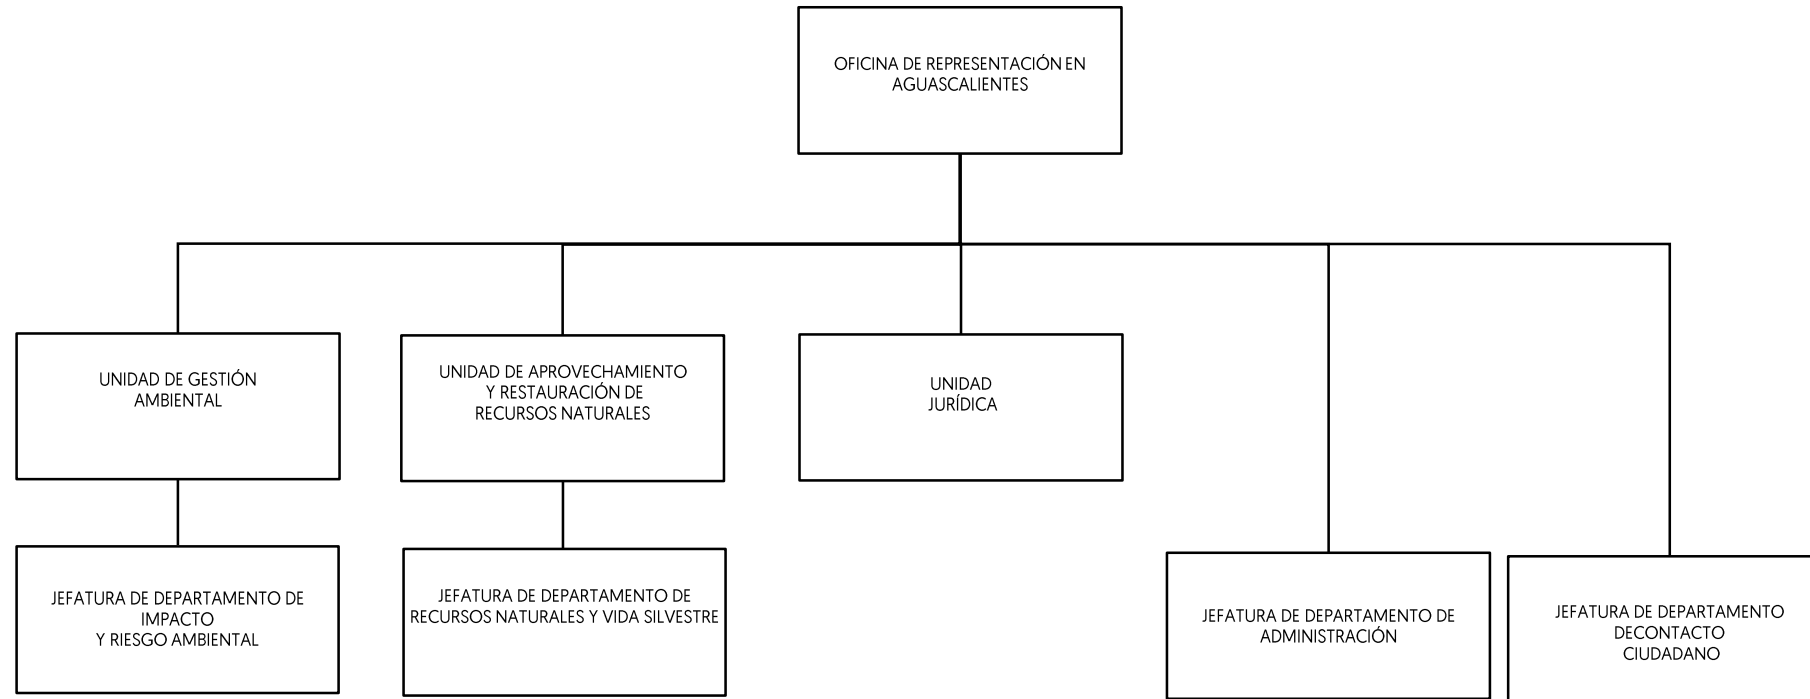 OFICINA DE REPRESENTACIÓN EN
AGUASCALIENTES
UNIDAD DE GESTIÓN
AMBIENTAL
UNIDAD DE APROVECHAMIENTO
Y RESTAURACIÓN DE
RECURSOS NATURALES
UNIDAD
JURÍDICA
JEFATURA DE DEPARTAMENTO DE
IMPACTO
Y RIESGO AMBIENTAL
JEFATURA DE DEPARTAMENTO DE
RECURSOS NATURALES Y VIDA SILVESTRE
JEFATURA DE DEPARTAMENTO DE
ADMINISTRACIÓN
JEFATURA DE DEPARTAMENTO
DECONTACTO
CIUDADANO